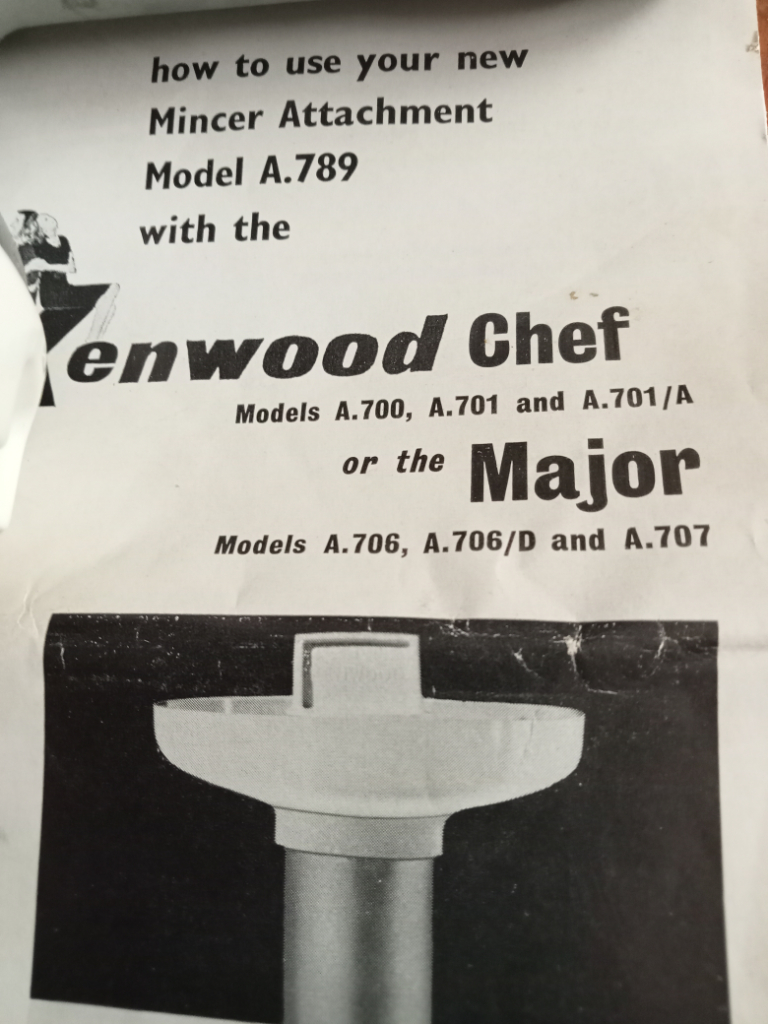 how to use your new
Mincer Attachment
Model A.789
with the
Kenwood Chef
Models A.700, A.701 and A.701/A
or the Major
Models A.706, A.706/D and A.707